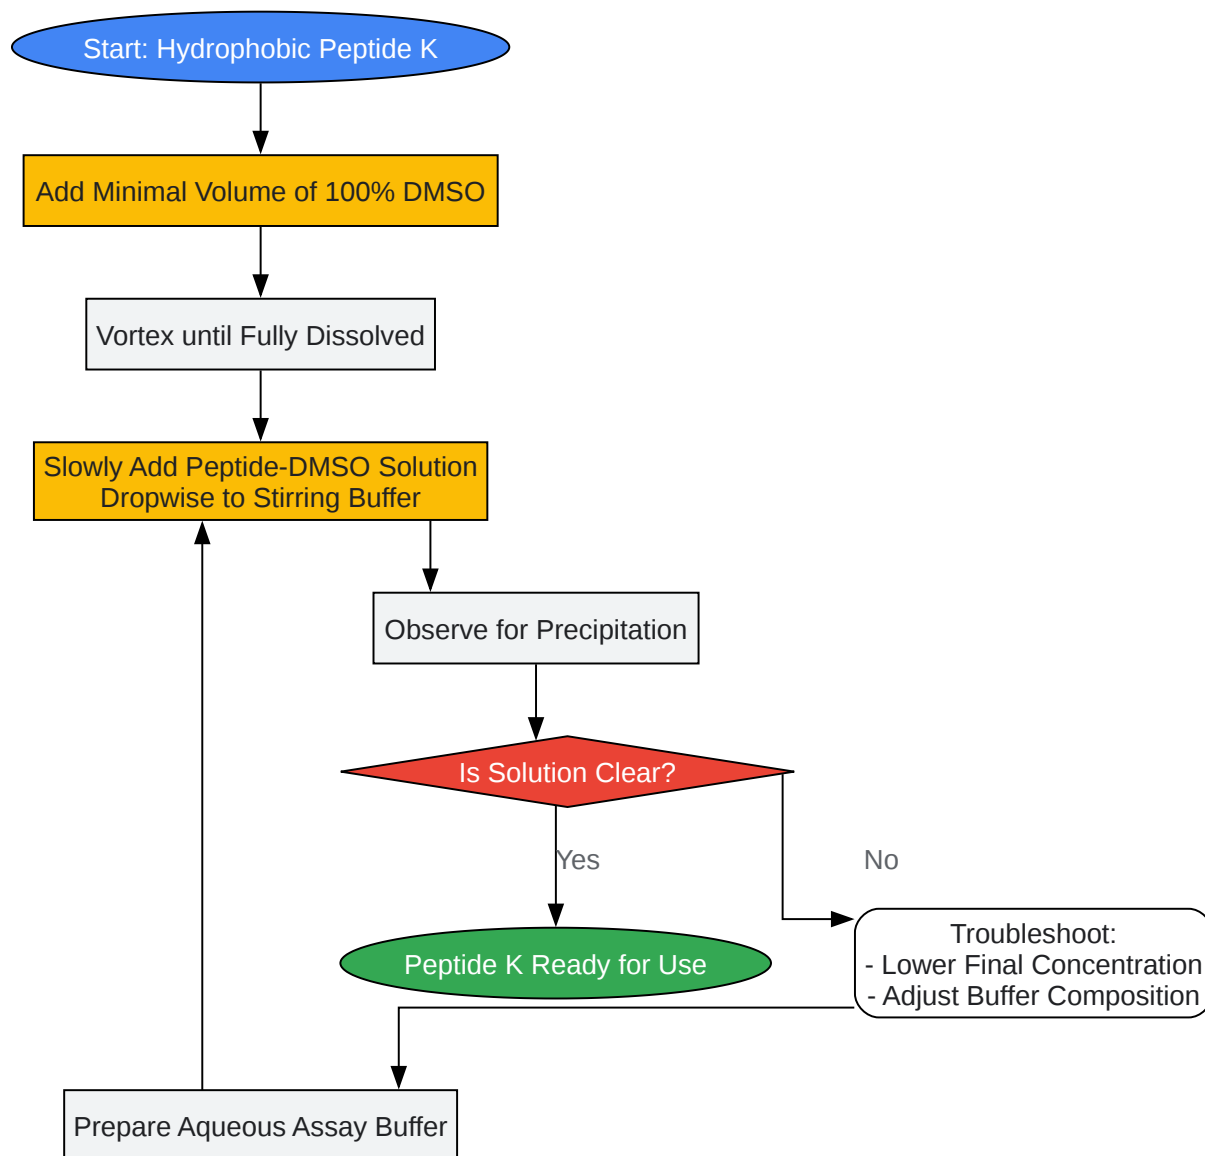 Start: Hydrophobic Peptide K
Add Minimal Volume of 100% DMSO
Vortex until Fully Dissolved
Slowly Add Peptide-DMSO Solution
Dropwise to Stirring Buffer
Observe for Precipitation
Is Solution Clear?
Yes
No
Peptide K Ready for Use
Troubleshoot:
- Lower Final Concentration
- Adjust Buffer Composition
Prepare Aqueous Assay Buffer